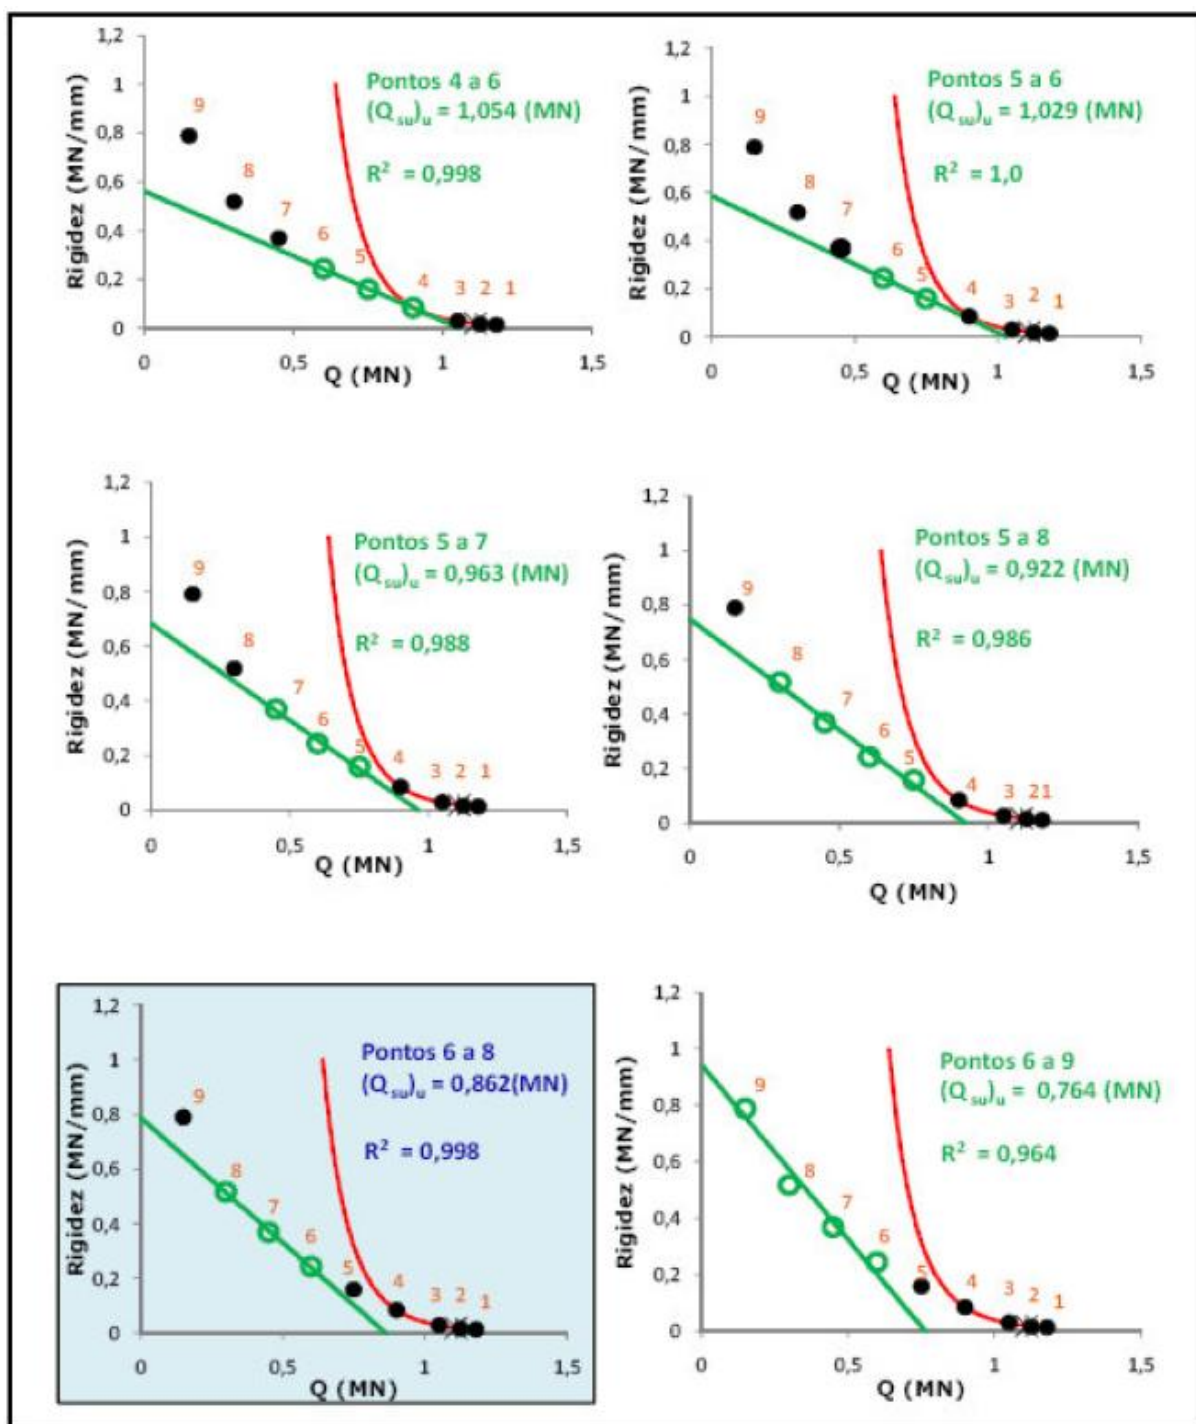 Rigidez (MN/mm)
1,2
1
0,8
0,6
0,4
0,2
0
Pontos 4 a 6
(Q su)u = 1,054 (MN)
R² = 0,998
9
8
7
6
5
4
3 2 1
0 0,5 1 1,5
Q (MN)
Rigidez (MN/mm)
1,2
1
0,8
0,6
0,4
0,2
0
Pontos 5 a 6
(Q su)u = 1,029 (MN)
R² = 1,0
9
8
7
6
5
4
3 2 1
0 0,5 1 1,5
Q (MN)
Rigidez (MN/mm)
1,2
1
0,8
0,6
0,4
0,2
0
Pontos 5 a 7
(Q su)u = 0,963 (MN)
R² = 0,988
9
8
7
6
5
4
3 2 1
0 0,5 1 1,5
Q (MN)
Rigidez (MN/mm)
1,2
1
0,8
0,6
0,4
0,2
0
Pontos 5 a 8
(Q su)u = 0,922 (MN)
R² = 0,986
9
8
7
6
5
4
3 2 1
0 0,5 1 1,5
Q (MN)
Rigidez (MN/mm)
1,2
1
0,8
0,6
0,4
0,2
0
Pontos 6 a 8
(Q su)u = 0,862(MN)
R² = 0,998
9
8
7
6
5
4
3 2 1
0 0,5 1 1,5
Q (MN)
Rigidez (MN/mm)
1,2
1
0,8
0,6
0,4
0,2
0
Pontos 6 a 9
(Q su)u = 0,764 (MN)
R² = 0,964
9
8
7
6
5
4
3 2 1
0 0,5 1 1,5
Q (MN)